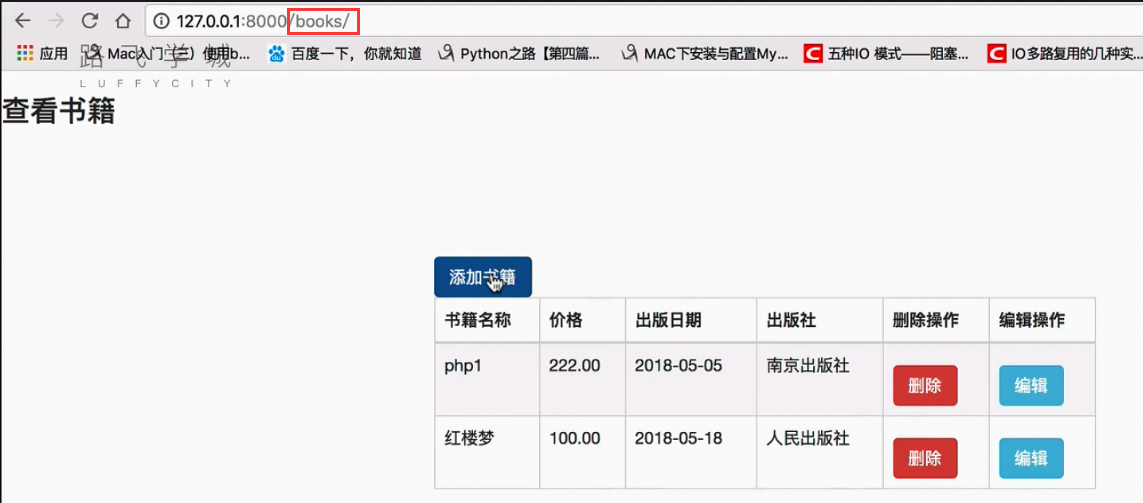 127.0.0.1:8000/books/
应用 Mac入门（三）使用b... 百度一下，你就知道 Python之路【第四篇... MAC下安装与配置My... 五种IO 模式——阻塞... IO多路复用的几种实...
路飞学城
LUFFYCITY
查看书籍
添加书籍
书籍名称 价格 出版日期 出版社 删除操作 编辑操作
php1 222.00 2018-05-05 南京出版社 删除 编辑
红楼梦 100.00 2018-05-18 人民出版社 删除 编辑